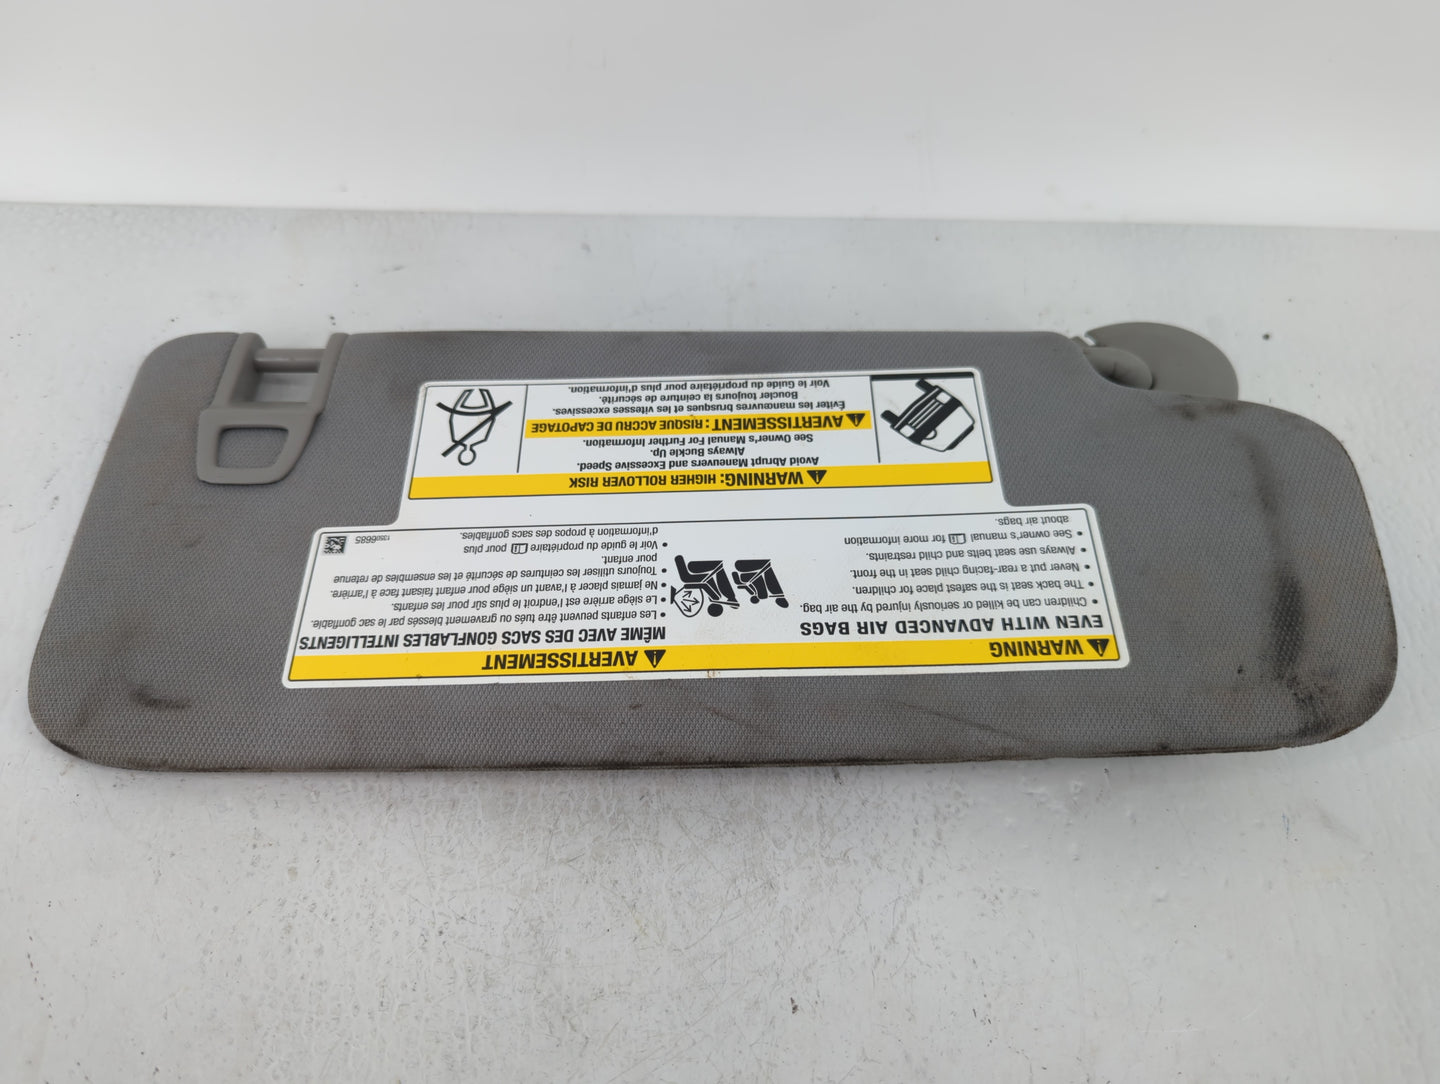 WARNING
EVEN WITH ADVANCED AIR BAGS
• Children can be killed or seriously injured by the air bag.
• The back seat is the safest place for children.
• Never put a rear-facing child seat in the front.
• Always use seat belts and child restraints.
• See owner's manual for more information
about air bags.
AVERTISSEMENT
MÊME AVEC DES SACS GONFLABLES INTELLIGENTS
• Les enfants peuvent être tués ou gravement blessés par le sac gonflable.
• Le siège arrière est l'endroit le plus sûr pour les enfants.
• Ne jamais placer à l'avant un siège pour enfant faisant face à l'arrière.
• Toujours utiliser les ceintures de sécurité et les ensembles de retenue
pour enfant.
• Voir le guide du propriétaire pour plus
d'information à propos des sacs gonflables.
13506685
WARNING: HIGHER ROLLOVER RISK
Avoid Abrupt Maneuvers and Excessive Speed.
Always Buckle Up.
See Owner's Manual For Further Information.
AVERTISSEMENT : RISQUE ACCRU DE CAPOTAGE
Éviter les manœuvres brusques et les vitesses excessives.
Boucler toujours la ceinture de sécurité.
Voir le Guide du propriétaire pour plus d'information.